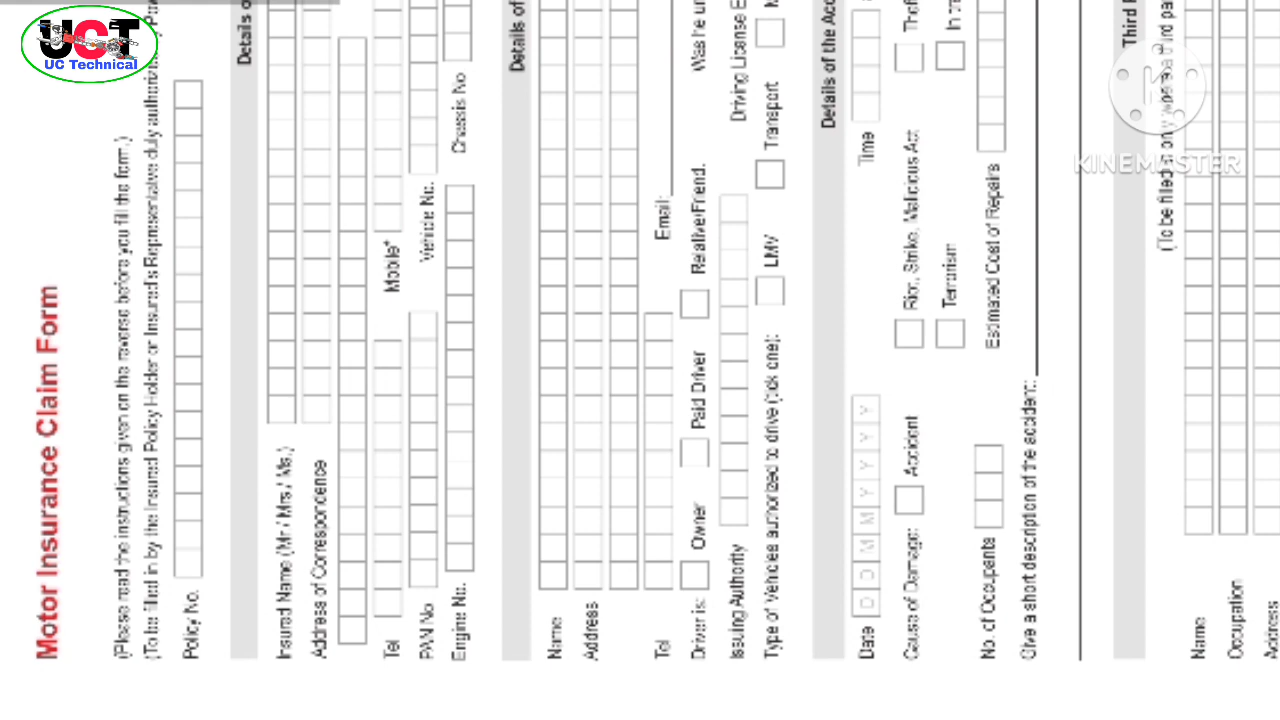 UCT
UC Technical
KINEMASTER
Motor Insurance Claim Form
(Please read the instructions given on the reverse before you fill the form.)
(To be filled in by the Insured Policy Holder or Insured's Representative duly authorized by
Policy No.
Details of
Insured Name (Mr / Mrs / Ms.)
Address of Correspondence
Tel Mobile*
PAN No Vehicle No.
Engine No. Chassis No
Details of
Name
Address
Tel Email:
Driver is: Owner Paid Driver Relative/Friend. Was he
Issuing Authority Driving License
Type of Vehicles authorized to drive (tick one): LMV Transport
Details of the
Date D D M M Y Y Y Y Time
Cause of Damage: Accident Riot, Strike, Malicious Act
Terrorism
No. of Occupants Estimated Cost of Repairs
Give a short description of the accident:
Third
(To be filled in only where a third
Name
Occupation
Address